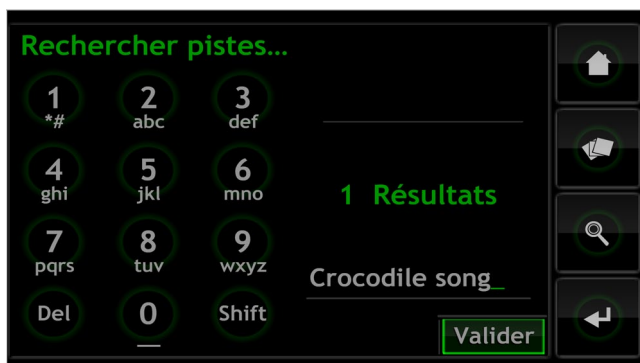 Rechercher pistes...
1 2 3
*# abc def
4 5 6
ghi jkl mno
1 Résultats
7 8 9
pqrs tuv wxyz
Crocodile song_
Del 0 Shift
Valider